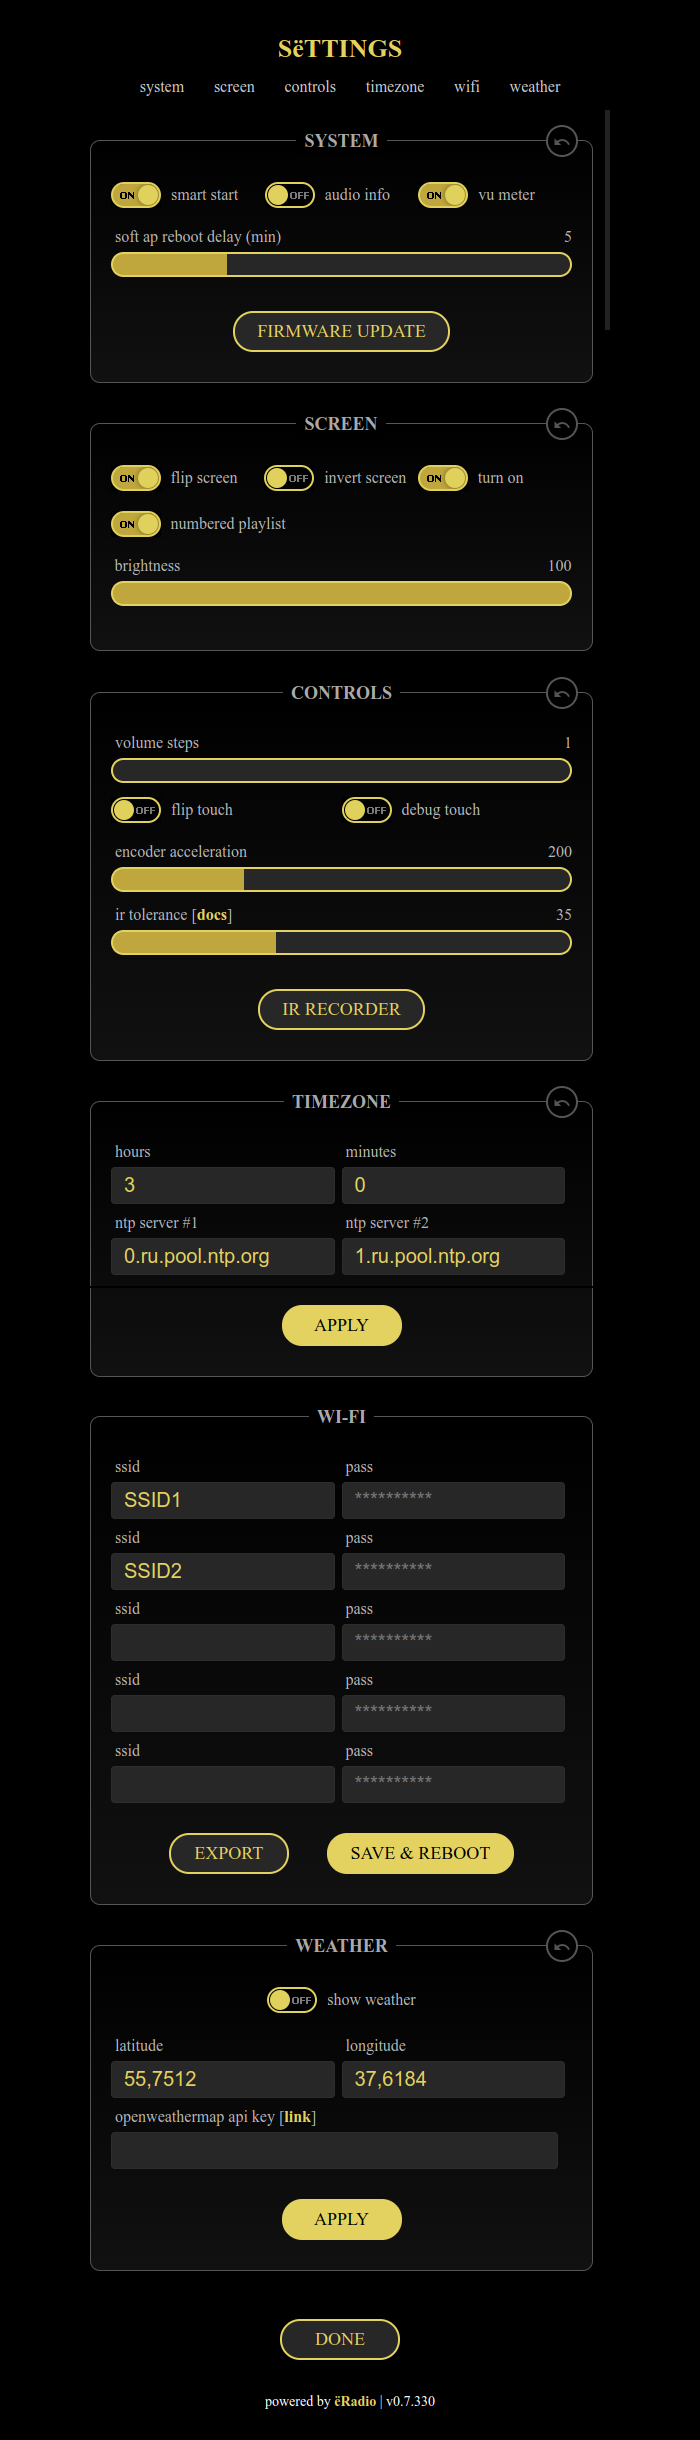 SëTTINGS
system screen controls timezone wifi weather
SYSTEM
ON smart start OFF audio info ON vu meter
soft ap reboot delay (min) 5
FIRMWARE UPDATE
SCREEN
ON flip screen OFF invert screen ON turn on
ON numbered playlist
brightness 100
CONTROLS
volume steps 1
OFF flip touch OFF debug touch
encoder acceleration 200
ir tolerance [docs] 35
IR RECORDER
TIMEZONE
hours minutes
3 0
ntp server #1 ntp server #2
0.ru.pool.ntp.org 1.ru.pool.ntp.org
APPLY
WI-FI
ssid pass
SSID1 **********
ssid pass
SSID2 **********
ssid pass
**********
ssid pass
**********
ssid pass
**********
EXPORT SAVE & REBOOT
WEATHER
OFF show weather
latitude longitude
55,7512 37,6184
openweathermap api key [link]
APPLY
DONE
powered by ëRadio | v0.7.330